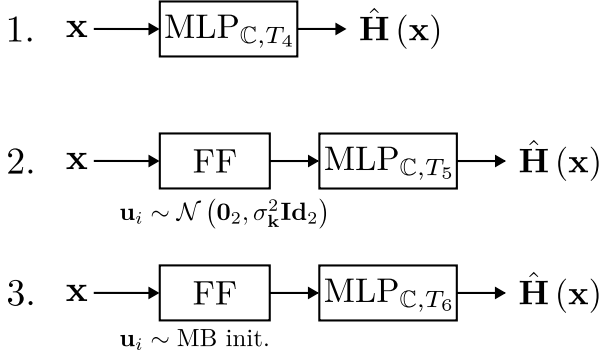 1. x → MLP_{ℂ,T_4} → Ĥ(x)
2. x → FF → MLP_{ℂ,T_5} → Ĥ(x)
u_i ∼ 𝒩(0_2, σ_k^2 Id_2)
3. x → FF → MLP_{ℂ,T_6} → Ĥ(x)
u_i ∼ MB init.